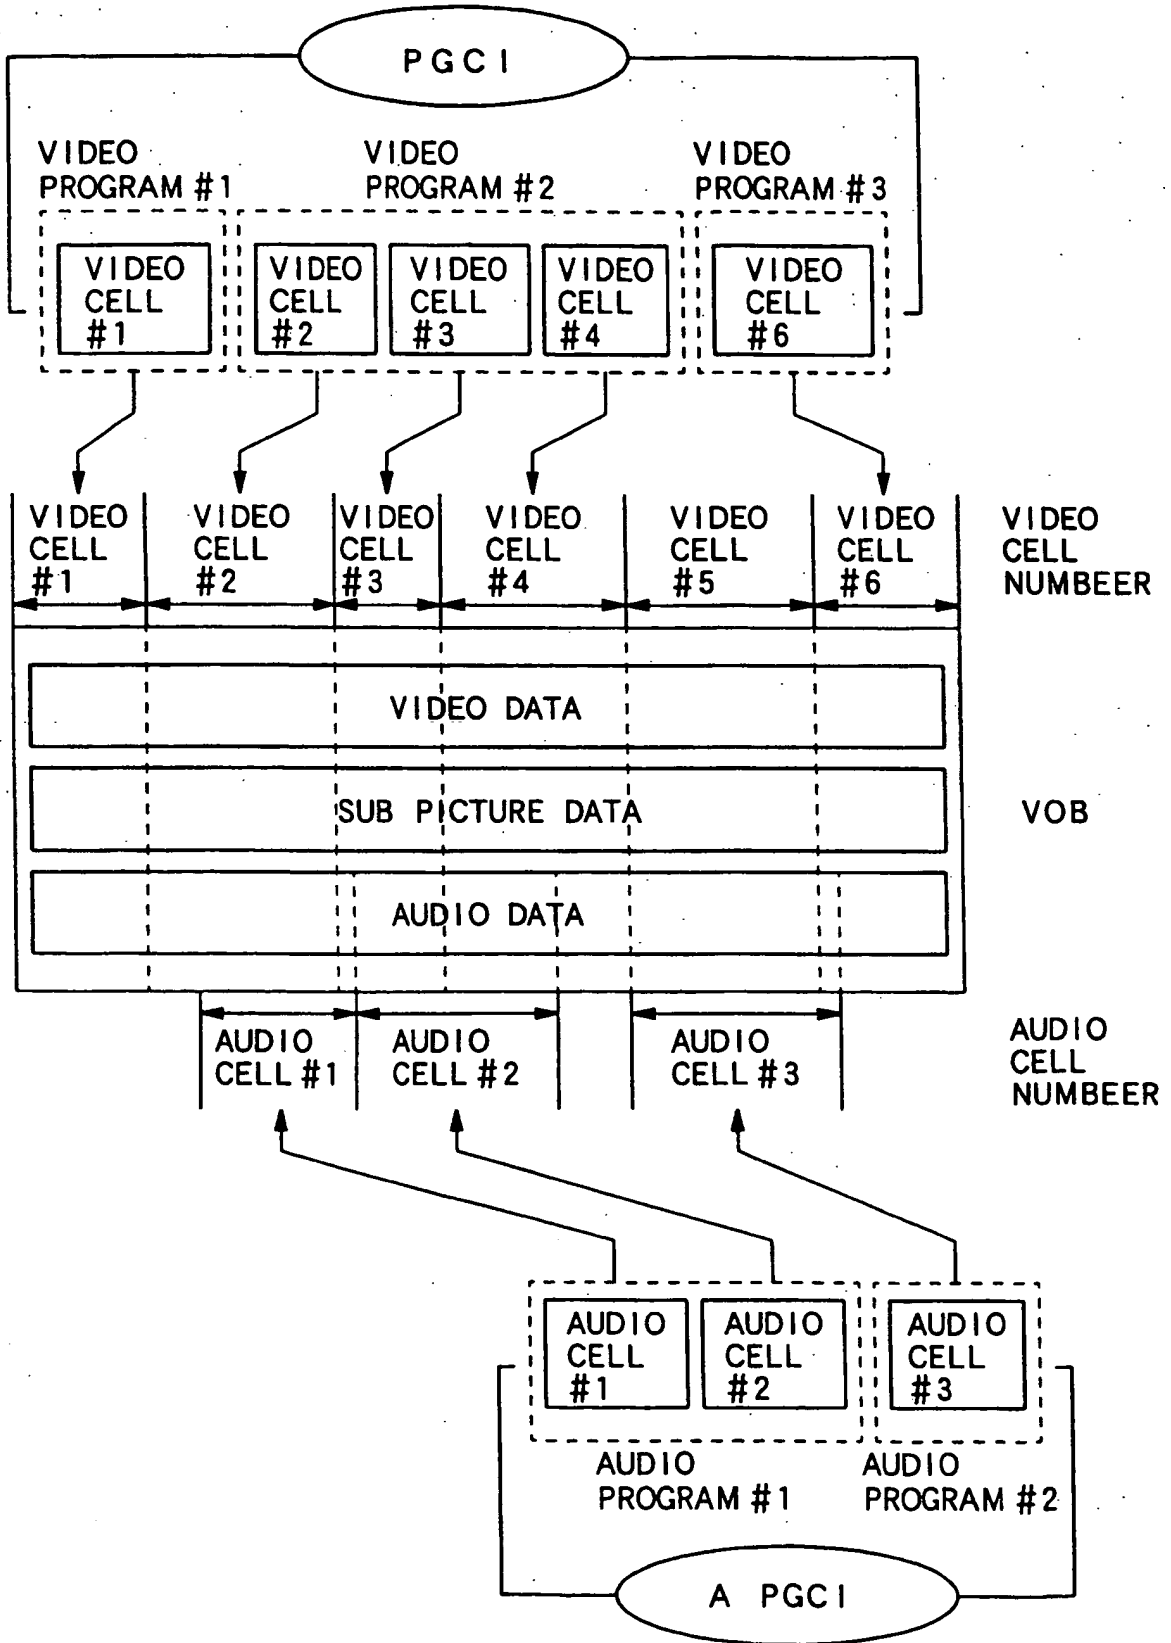 PGCI
VIDEO PROGRAM #1
VIDEO PROGRAM #2
VIDEO PROGRAM #3
VIDEO CELL #1
VIDEO CELL #2
VIDEO CELL #3
VIDEO CELL #4
VIDEO CELL #6
VIDEO CELL #1
VIDEO CELL #2
VIDEO CELL #3
VIDEO CELL #4
VIDEO CELL #5
VIDEO CELL #6
VIDEO CELL NUMBEER
VIDEO DATA
SUB PICTURE DATA
VOB
AUDIO DATA
AUDIO CELL #1
AUDIO CELL #2
AUDIO CELL #3
AUDIO CELL NUMBEER
AUDIO CELL #1
AUDIO CELL #2
AUDIO CELL #3
AUDIO PROGRAM #1
AUDIO PROGRAM #2
A PGCI